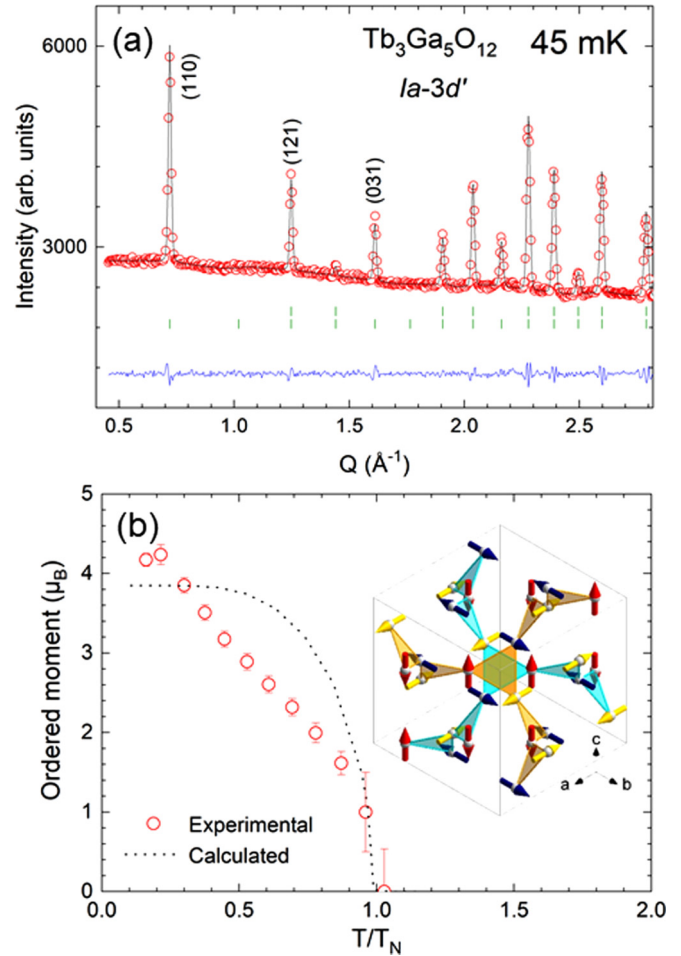 (a)
Tb₃Ga₅O₁₂ 45 mK
Ia-3d'
(110)
(121)
(031)
6000
3000
Intensity (arb. units)
0.5 1.0 1.5 2.0 2.5
Q (Å⁻¹)
(b)
5
4
3
2
1
0
Ordered moment (μ_B)
c
a b
Experimental
Calculated
0.0 0.5 1.0 1.5 2.0
T/T_N